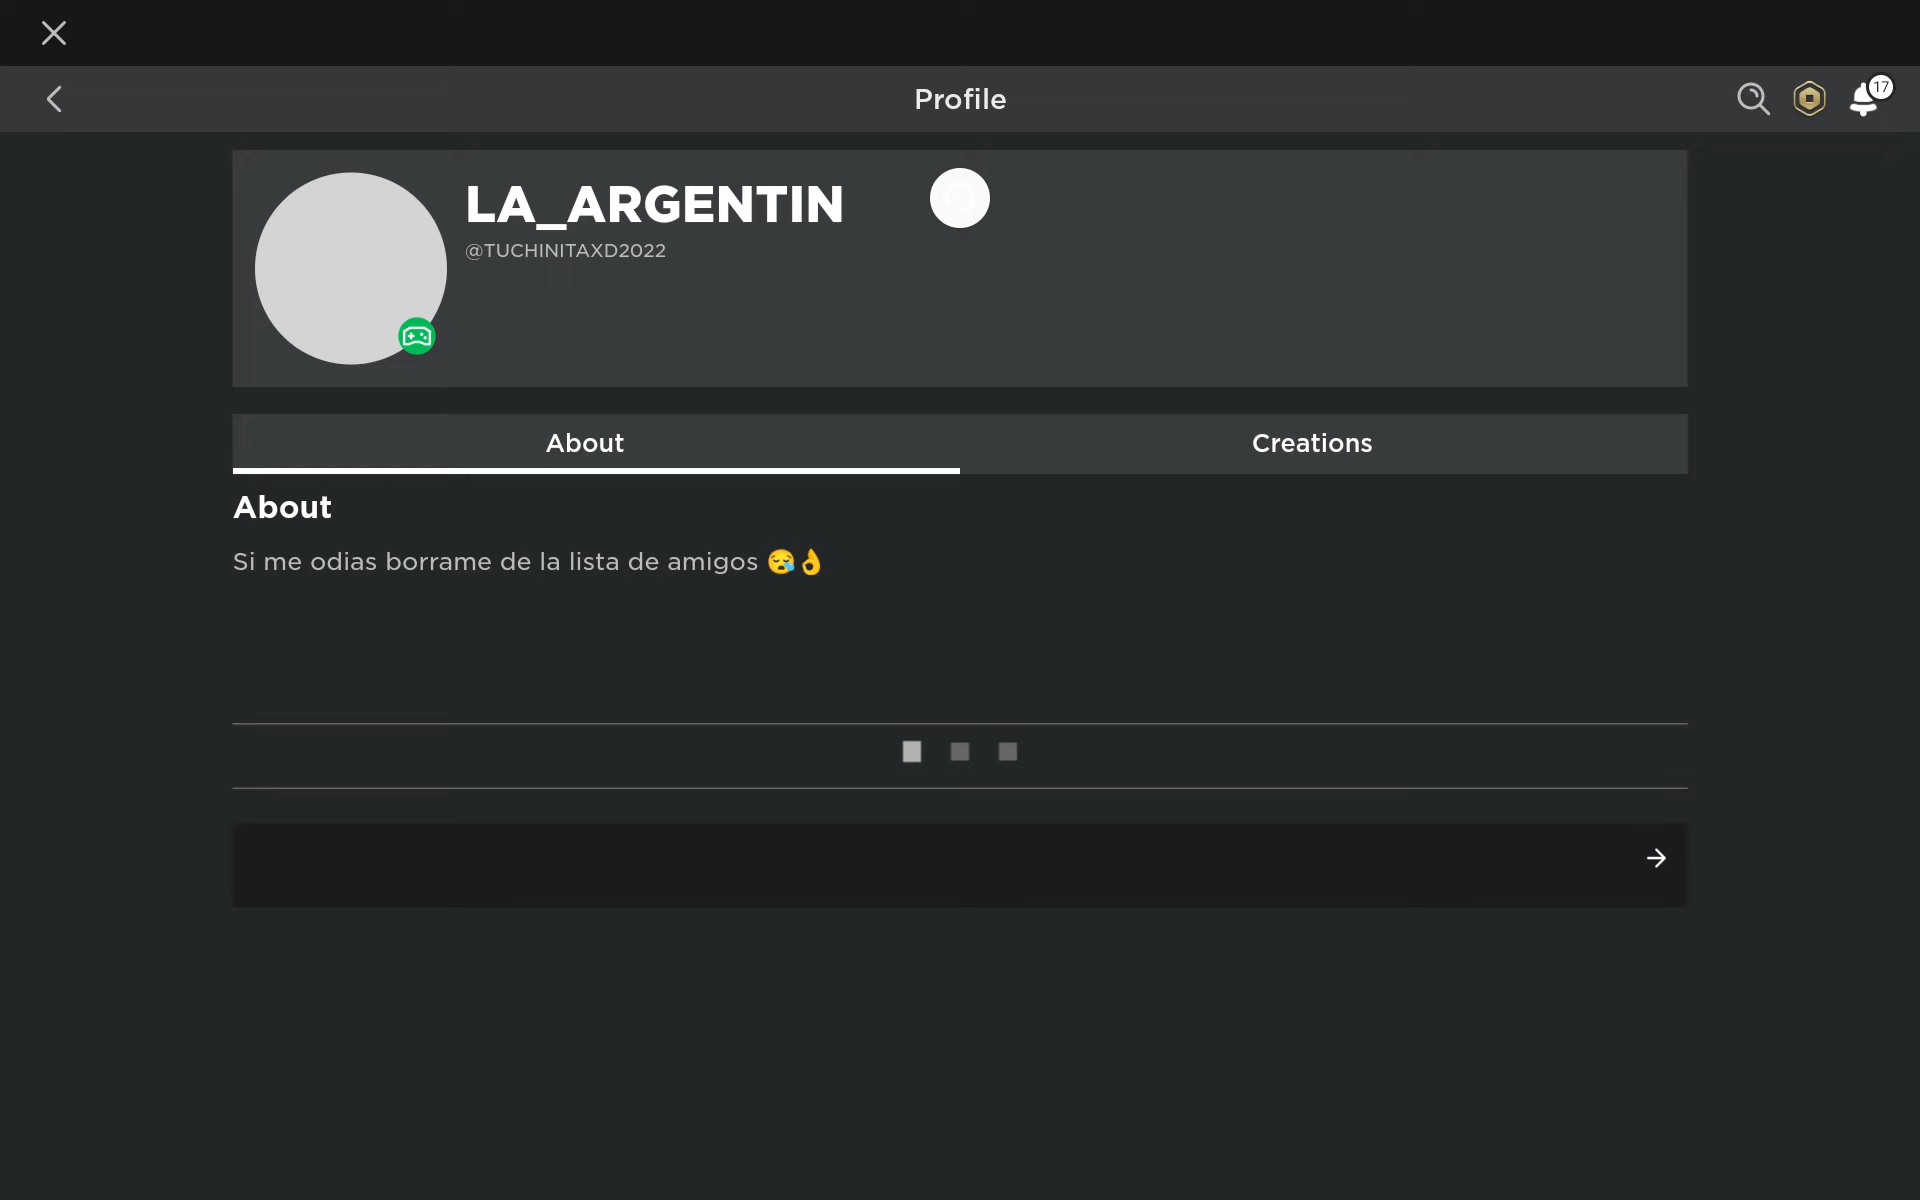 Profile
17
LA_ARGENTIN
@TUCHINITAXD2022
About
Creations
About
Si me odias borrame de la lista de amigos 😪👌